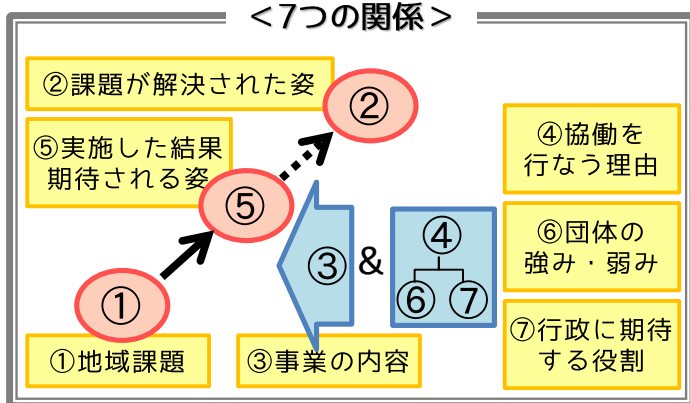 ＜7つの関係＞
②課題が解決された姿
②
⑤実施した結果
期待される姿
⑤
④協働を
行なう理由
③
&
④
⑥
⑦
⑥団体の
強み・弱み
①
①地域課題
③事業の内容
⑦行政に期待
する役割